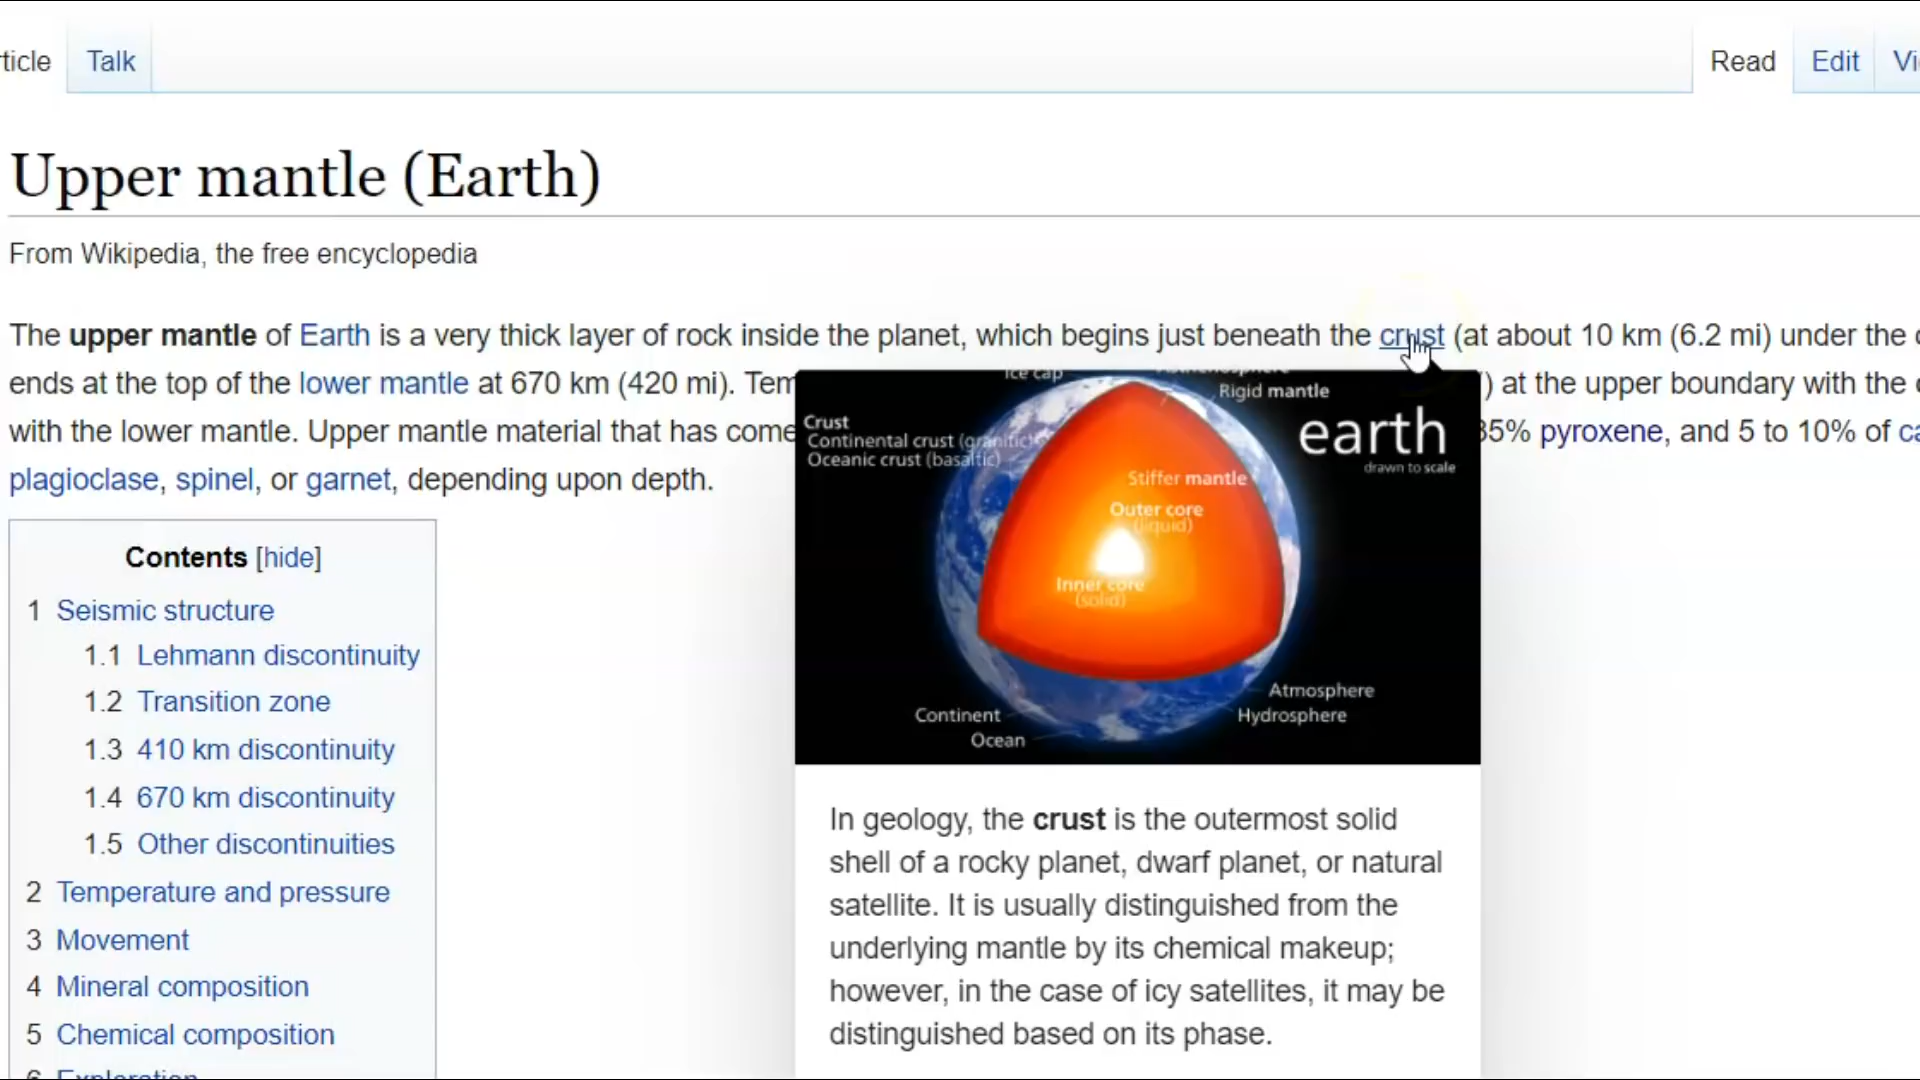 ticle Talk Read Edit Vi
Upper mantle (Earth)
From Wikipedia, the free encyclopedia
The upper mantle of Earth is a very thick layer of rock inside the planet, which begins just beneath the crust (at about 10 km (6.2 mi) under the
ends at the top of the lower mantle at 670 km (420 mi). Tem ) at the upper boundary with the
with the lower mantle. Upper mantle material that has come 35% pyroxene, and 5 to 10% of ca
plagioclase, spinel, or garnet, depending upon depth.
Ice cap
Rigid mantle
Crust
Continental crust (granitic)
Oceanic crust (basaltic)
earth
drawn to scale
Stiffer mantle
Outer core
(liquid)
Inner core
(solid)
Atmosphere
Continent
Hydrosphere
Ocean
In geology, the crust is the outermost solid
shell of a rocky planet, dwarf planet, or natural
satellite. It is usually distinguished from the
underlying mantle by its chemical makeup;
however, in the case of icy satellites, it may be
distinguished based on its phase.
Contents [hide]
1 Seismic structure
1.1 Lehmann discontinuity
1.2 Transition zone
1.3 410 km discontinuity
1.4 670 km discontinuity
1.5 Other discontinuities
2 Temperature and pressure
3 Movement
4 Mineral composition
5 Chemical composition
6 Exploration